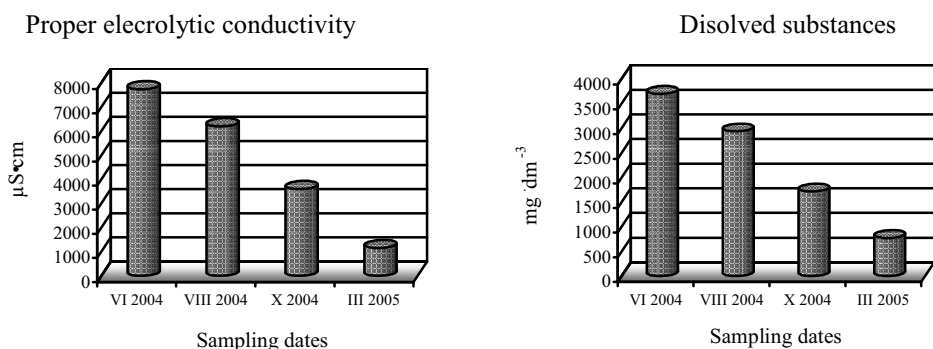 Proper elecrolytic conductivity
8000
7000
6000
5000
4000
3000
2000
1000
0
µS•cm
VI 2004 VIII 2004 X 2004 III 2005
Sampling dates
Disolved substances
4000
3500
3000
2500
2000
1500
1000
500
0
mg·dm⁻³
VI 2004 VIII 2004 X 2004 III 2005
Sampling dates